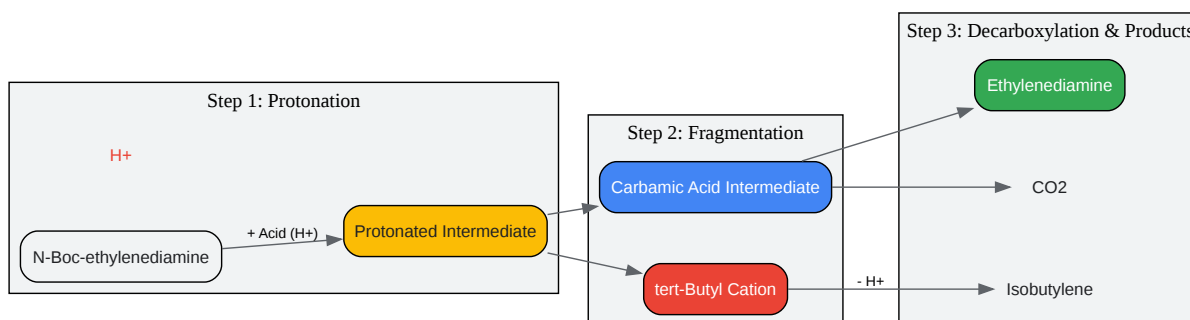 Step 1: Protonation
H+
N-Boc-ethylenediamine
+ Acid (H+)
Protonated Intermediate
Step 2: Fragmentation
Carbamic Acid Intermediate
tert-Butyl Cation
- H+
Step 3: Decarboxylation & Products
Ethylenediamine
CO2
Isobutylene